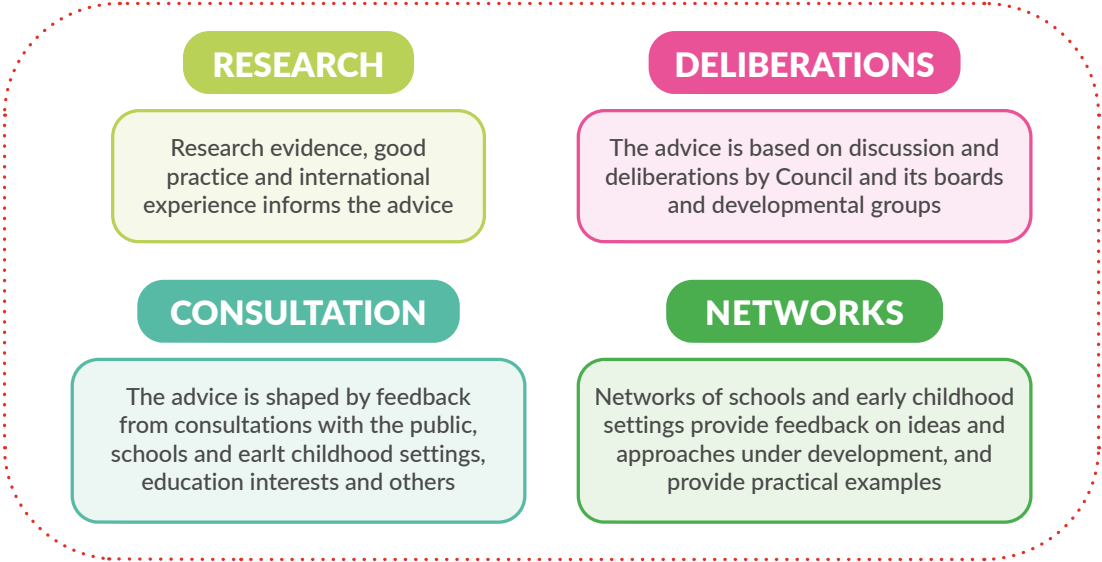 RESEARCH
Research evidence, good
practice and international
experience informs the advice
DELIBERATIONS
The advice is based on discussion and
deliberations by Council and its boards
and developmental groups
CONSULTATION
The advice is shaped by feedback
from consultations with the public,
schools and earlt childhood settings,
education interests and others
NETWORKS
Networks of schools and early childhood
settings provide feedback on ideas and
approaches under development, and
provide practical examples